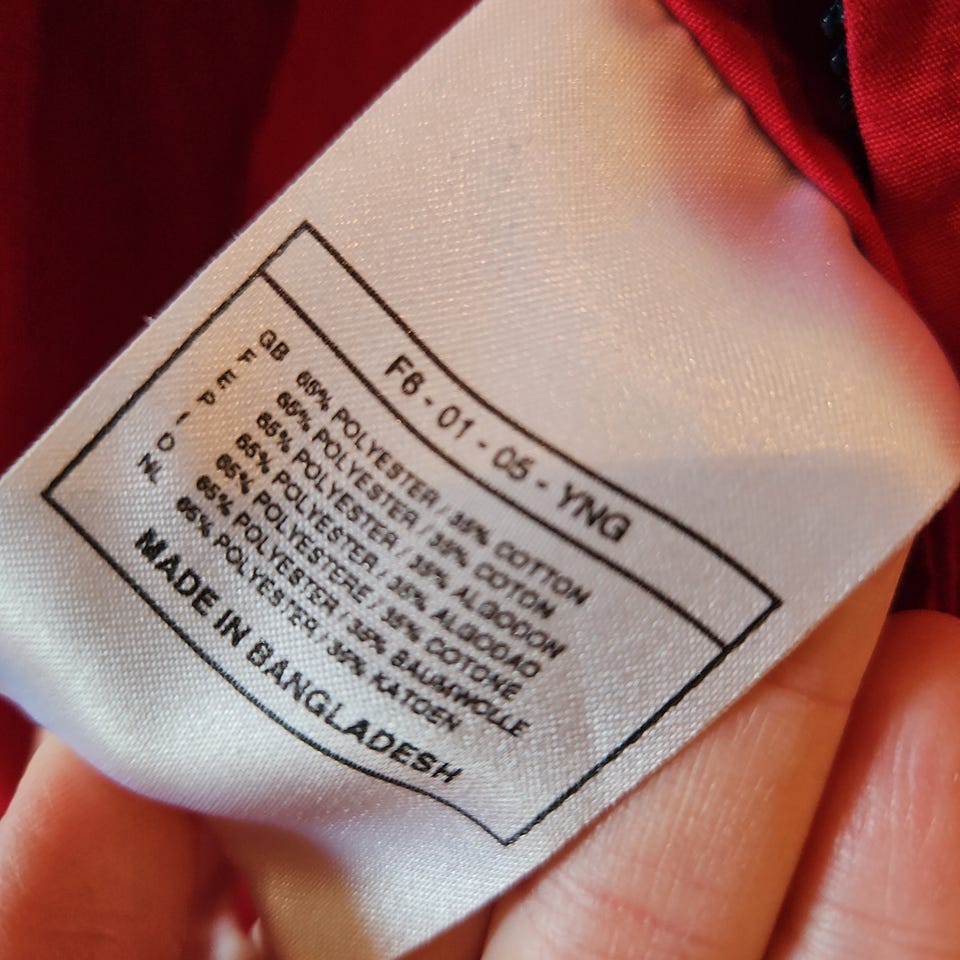 F6 - 01 - 05 - YNG
GB 65% POLYESTER / 35% COTTON
F 65% POLYESTER / 35% COTON
E 65% POLYESTER / 35% ALGODON
P 65% POLYESTER / 35% ALGODAO
I 65% POLYESTERE / 35% COTONE
D 65% POLYESTER / 35% BAUMWOLLE
NL 65% POLYESTER / 35% KATOEN
MADE IN BANGLADESH